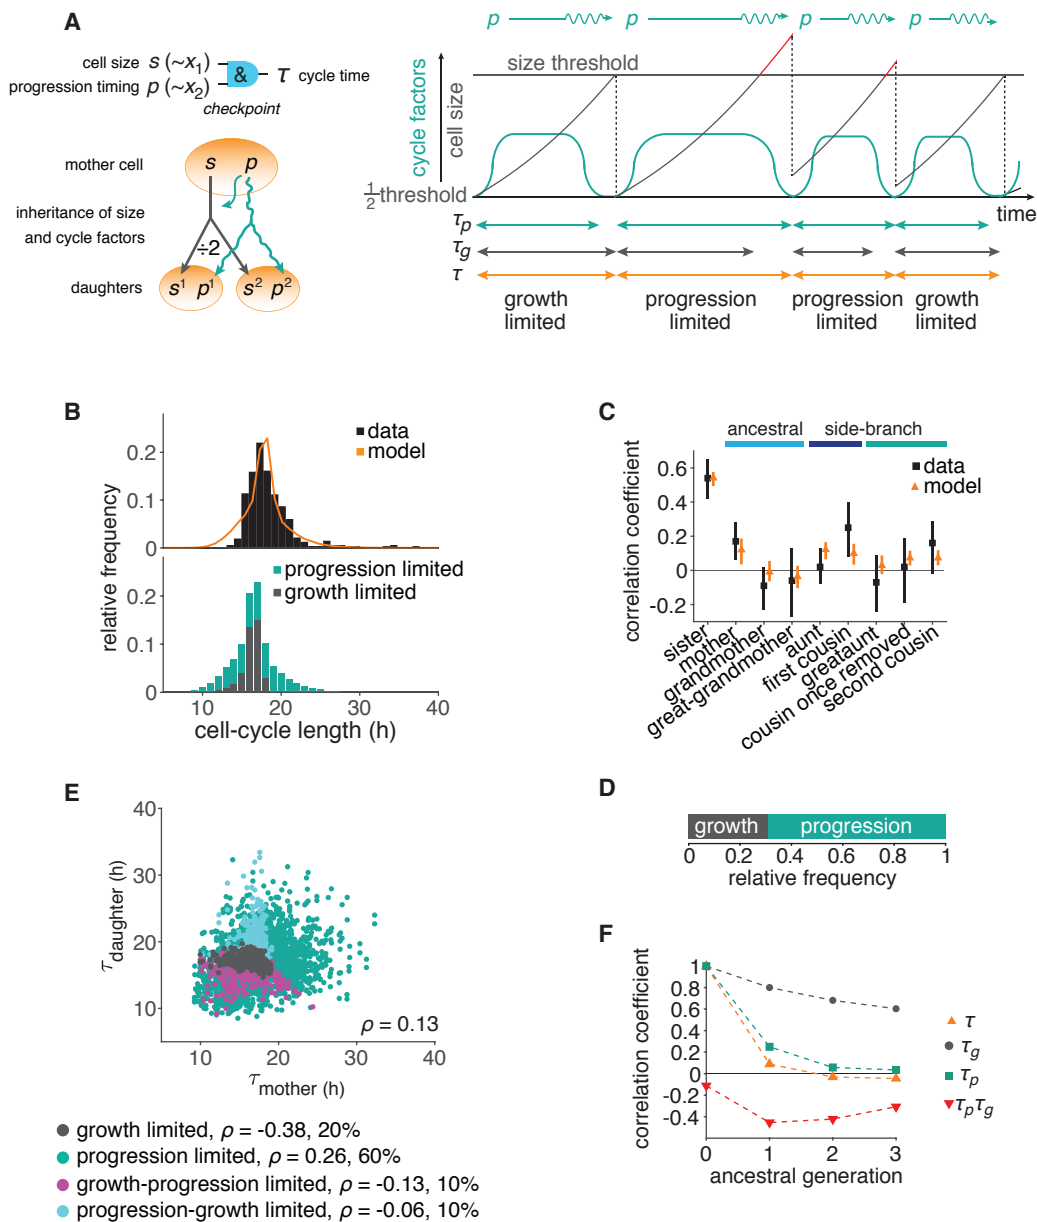 A
cell size s (~x1)
progression timing p (~x2)
& τ cycle time
checkpoint
mother cell
s p
inheritance of size
and cycle factors
÷2
daughters
s1 p1 s2 p2
p p p p
cycle factors
cell size
size threshold
1/2 threshold
time
τp
τg
τ
growth limited
progression limited
progression limited
growth limited
B
data
model
0.2
0.1
0
relative frequency
progression limited
growth limited
0.2
0.1
0
10 20 30 40
cell-cycle length (h)
C
ancestral side-branch
data
model
correlation coefficient
0.6
0.4
0.2
0
-0.2
sister
mother
grandmother
great-grandmother
aunt
first cousin
greataunt
cousin once removed
second cousin
E
40
30
20
10
τdaughter (h)
ρ = 0.13
10 20 30 40
τmother (h)
growth limited, ρ = -0.38, 20%
progression limited, ρ = 0.26, 60%
growth-progression limited, ρ = -0.13, 10%
progression-growth limited, ρ = -0.06, 10%
D
growth progression
0 0.2 0.4 0.6 0.8 1
relative frequency
F
correlation coefficient
1
0.8
0.6
0.4
0.2
0
-0.2
-0.4
0 1 2 3
ancestral generation
τ
τg
τp
τpτg